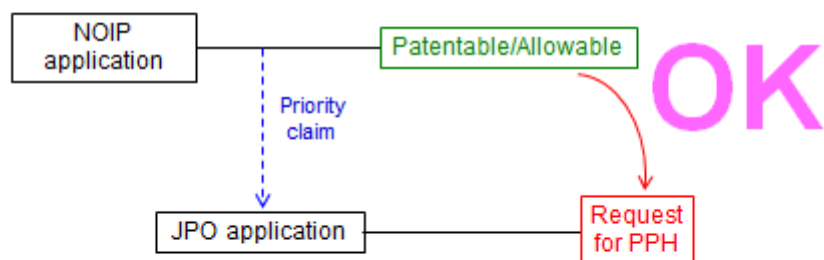 NOIP
application
Patentable/Allowable
OK
Priority
claim
JPO application
Request
for PPH